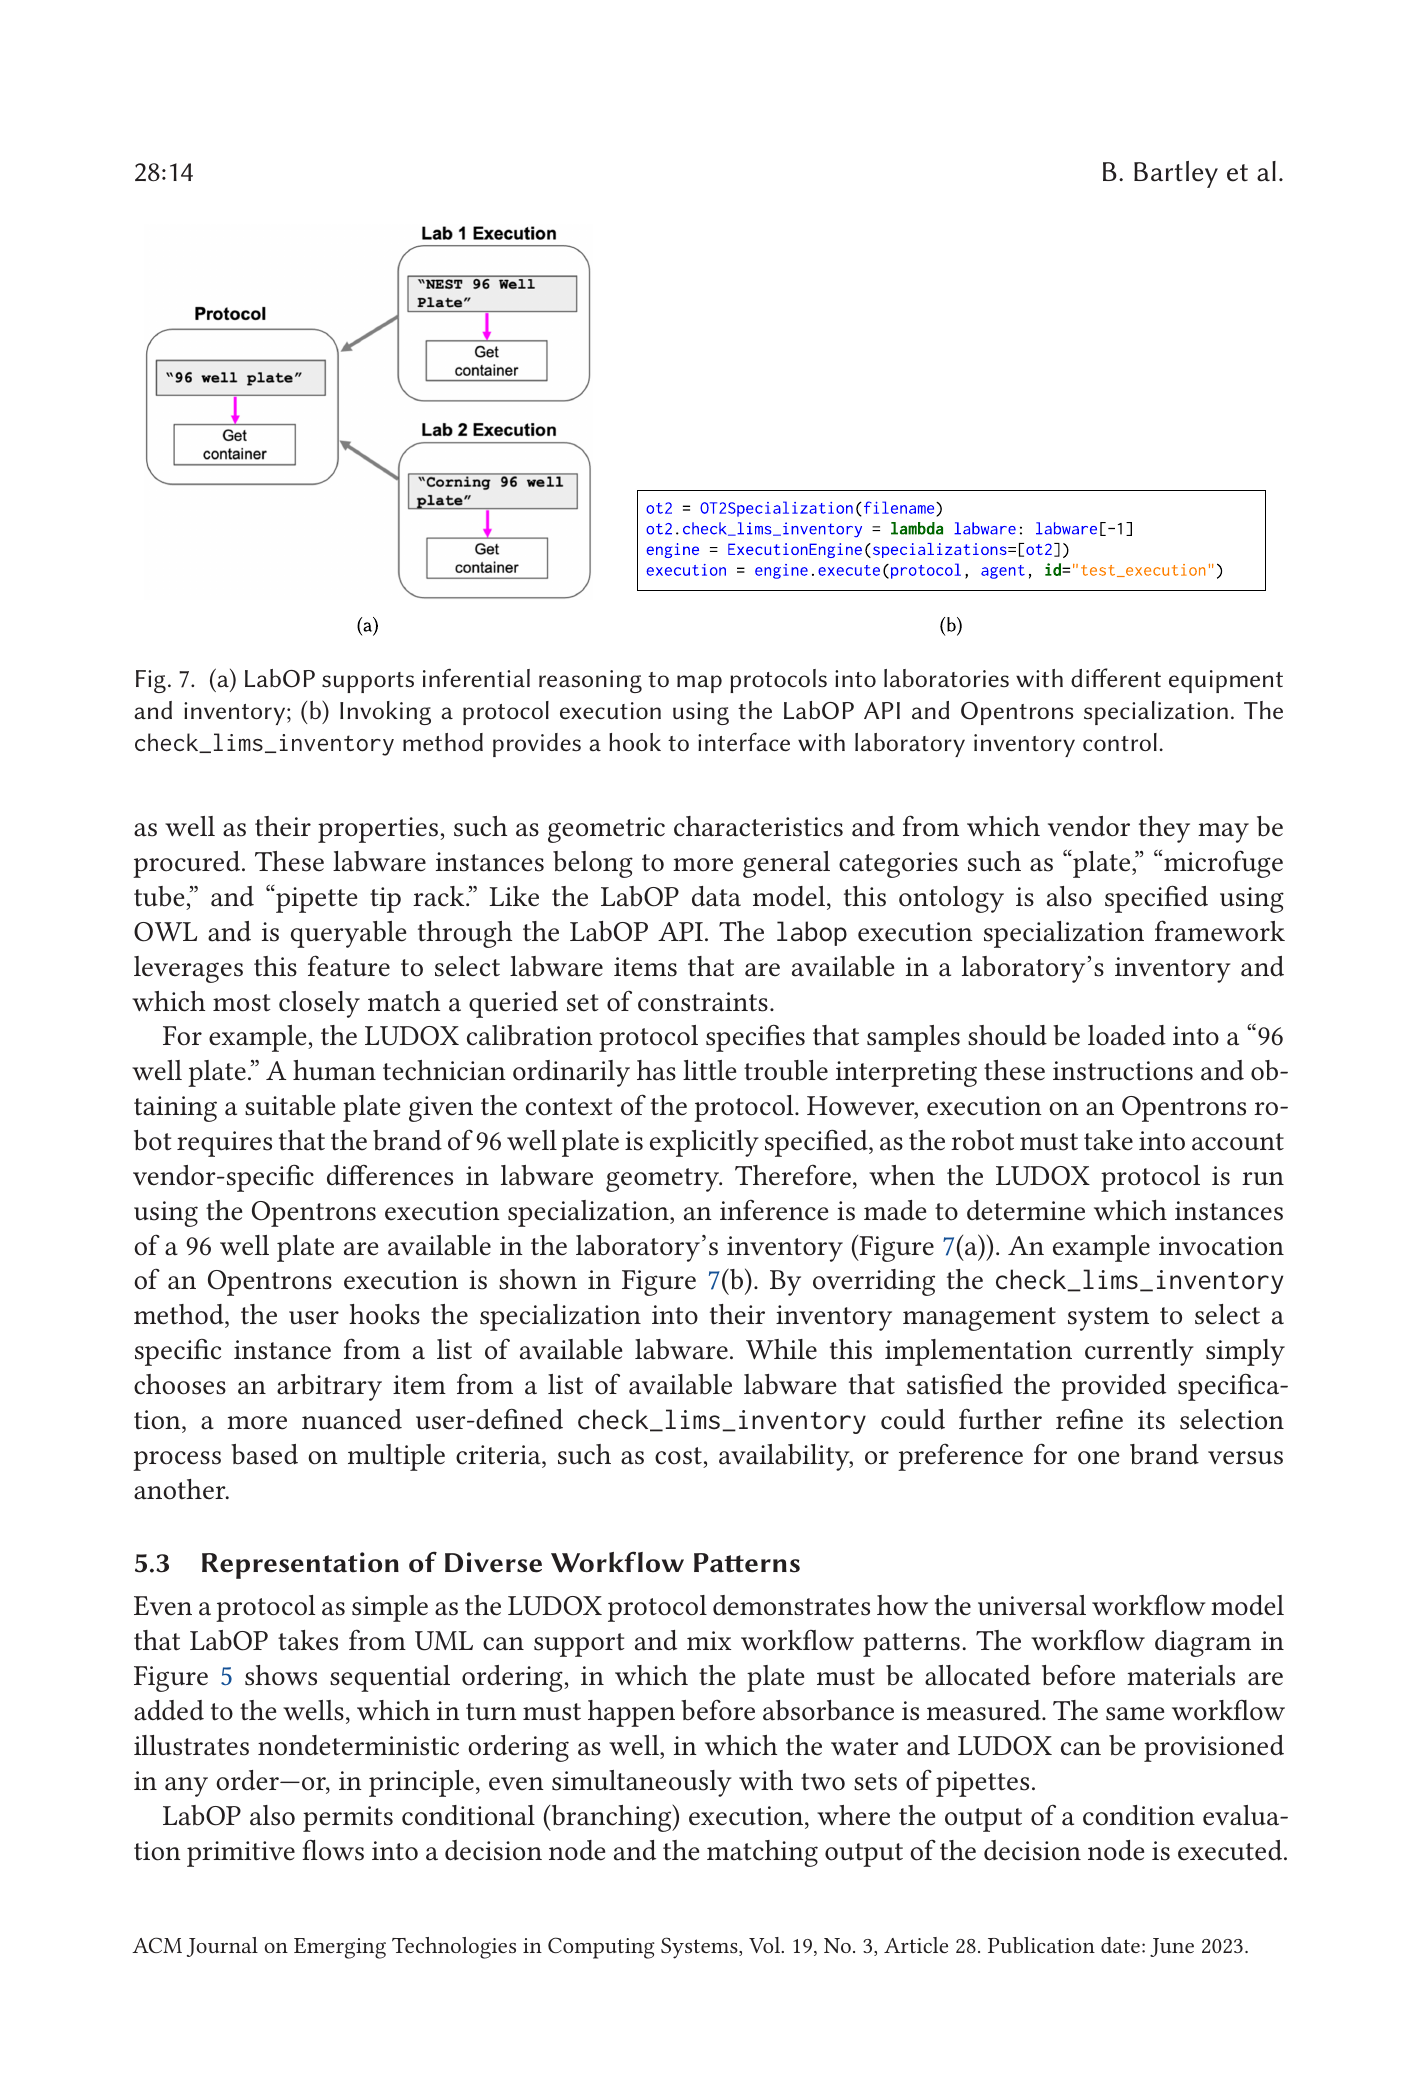 28:14
B. Bartley et al.
Lab 1 Execution
“NEST 96 Well
Plate”
Get
container
Protocol
“96 well plate”
Get
container
Lab 2 Execution
“Corning 96 well
plate”
Get
container
(a)
ot2 = OT2Specialization(filename)
ot2.check_lims_inventory = lambda labware: labware[-1]
engine = ExecutionEngine(specializations=[ot2])
execution = engine.execute(protocol, agent, id="test_execution")
(b)
Fig. 7. (a) LabOP supports inferential reasoning to map protocols into laboratories with different equipment
and inventory; (b) Invoking a protocol execution using the LabOP API and Opentrons specialization. The
check_lims_inventory method provides a hook to interface with laboratory inventory control.
as well as their properties, such as geometric characteristics and from which vendor they may be
procured. These labware instances belong to more general categories such as “plate,” “microfuge
tube,” and “pipette tip rack.” Like the LabOP data model, this ontology is also specified using
OWL and is queryable through the LabOP API. The labop execution specialization framework
leverages this feature to select labware items that are available in a laboratory’s inventory and
which most closely match a queried set of constraints.
For example, the LUDOX calibration protocol specifies that samples should be loaded into a “96
well plate.” A human technician ordinarily has little trouble interpreting these instructions and ob-
taining a suitable plate given the context of the protocol. However, execution on an Opentrons ro-
bot requires that the brand of 96 well plate is explicitly specified, as the robot must take into account
vendor-specific differences in labware geometry. Therefore, when the LUDOX protocol is run
using the Opentrons execution specialization, an inference is made to determine which instances
of a 96 well plate are available in the laboratory’s inventory (Figure 7(a)). An example invocation
of an Opentrons execution is shown in Figure 7(b). By overriding the check_lims_inventory
method, the user hooks the specialization into their inventory management system to select a
specific instance from a list of available labware. While this implementation currently simply
chooses an arbitrary item from a list of available labware that satisfied the provided specifica-
tion, a more nuanced user-defined check_lims_inventory could further refine its selection
process based on multiple criteria, such as cost, availability, or preference for one brand versus
another.
5.3 Representation of Diverse Workflow Patterns
Even a protocol as simple as the LUDOX protocol demonstrates how the universal workflow model
that LabOP takes from UML can support and mix workflow patterns. The workflow diagram in
Figure 5 shows sequential ordering, in which the plate must be allocated before materials are
added to the wells, which in turn must happen before absorbance is measured. The same workflow
illustrates nondeterministic ordering as well, in which the water and LUDOX can be provisioned
in any order—or, in principle, even simultaneously with two sets of pipettes.
LabOP also permits conditional (branching) execution, where the output of a condition evalua-
tion primitive flows into a decision node and the matching output of the decision node is executed.
ACM Journal on Emerging Technologies in Computing Systems, Vol. 19, No. 3, Article 28. Publication date: June 2023.